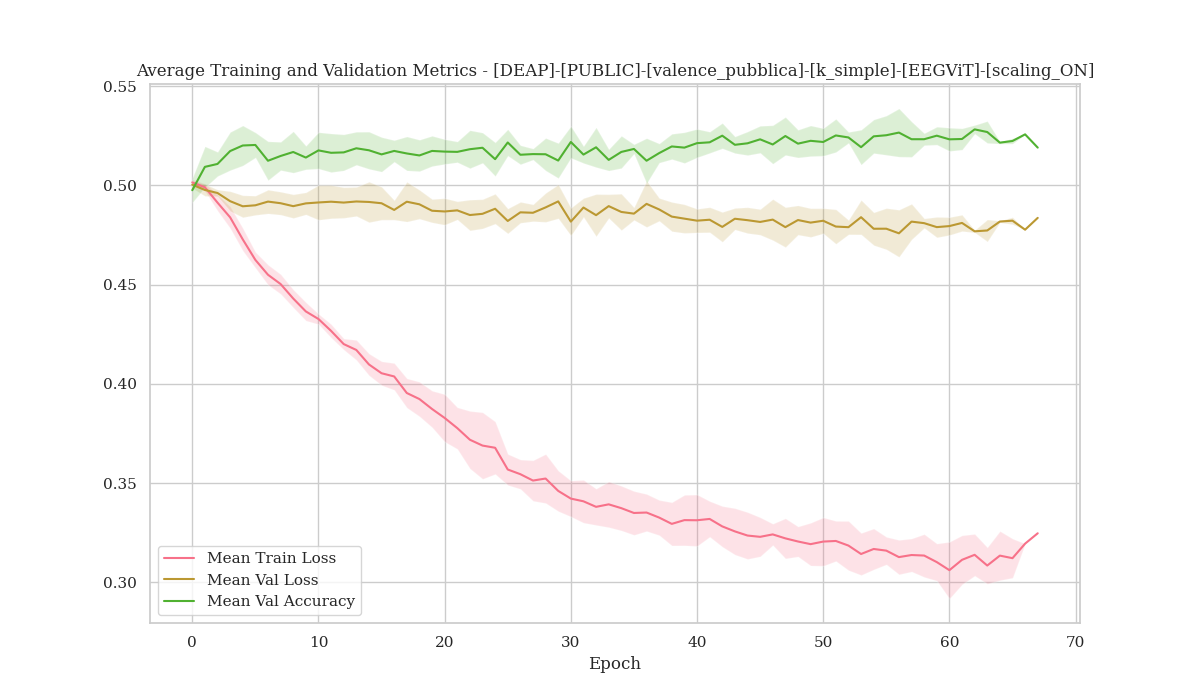 Average Training and Validation Metrics - [DEAP]-[PUBLIC]-[valence_pubblica]-[k_simple]-[EEGViT]-[scaling_ON]
0.55
0.50
0.45
0.40
0.35
0.30
Mean Train Loss
Mean Val Loss
Mean Val Accuracy
0 10 20 30 40 50 60 70
Epoch